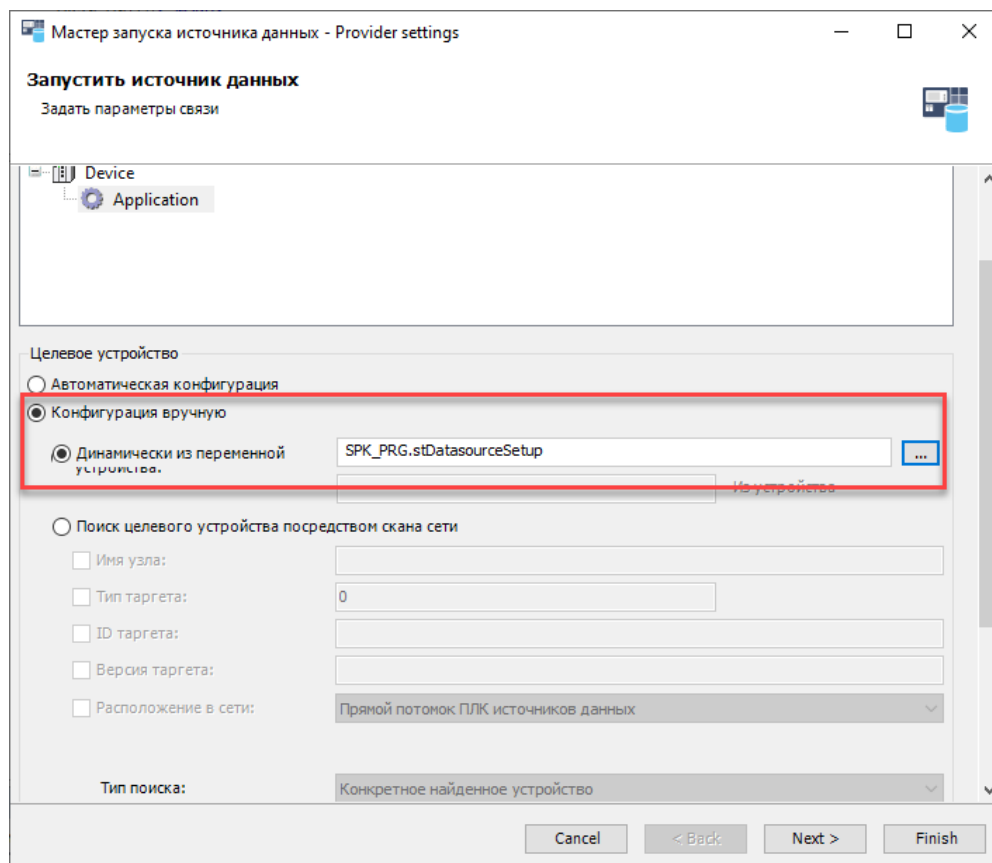 Мастер запуска источника данных - Provider settings
Запустить источник данных
Задать параметры связи
Device
Application
Целевое устройство
Автоматическая конфигурация
Конфигурация вручную
Динамически из переменной SPK_PRG.stDatasourceSetup ...
устройства:
Из устройства
Поиск целевого устройства посредством скана сети
Имя узла:
Тип таргета: 0
ID таргета:
Версия таргета:
Расположение в сети: Прямой потомок ПЛК источников данных
Тип поиска: Конкретное найденное устройство
Cancel < Back Next > Finish